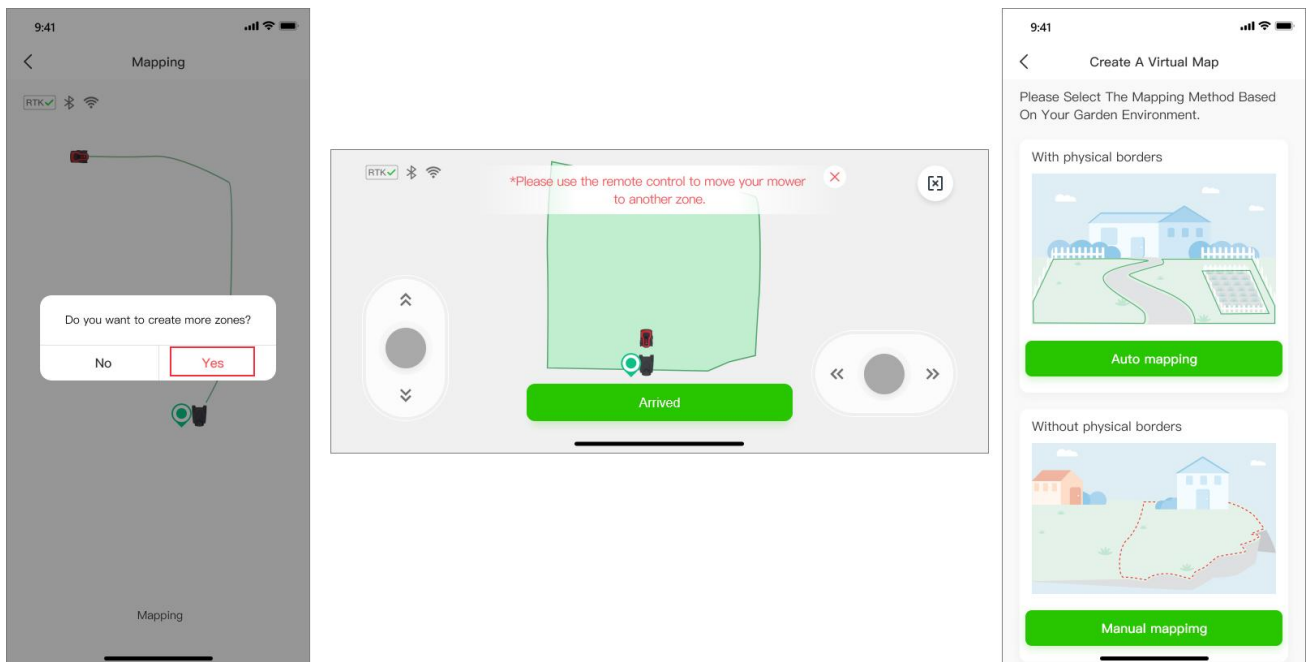 9:41
Mapping
RTK
Do you want to create more zones?
No
Yes
Mapping
RTK
*Please use the remote control to move your mower
to another zone.
Arrived
9:41
Create A Virtual Map
Please Select The Mapping Method Based
On Your Garden Environment.
With physical borders
Auto mapping
Without physical borders
Manual mappimg